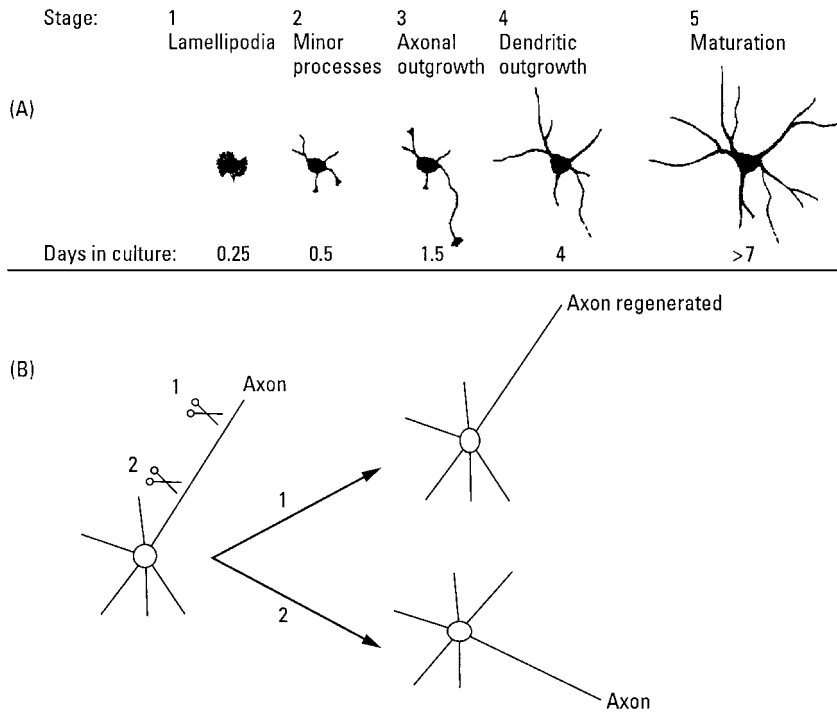 Stage: 1 2 3 4 5
Lamellipodia Minor Axonal Dendritic Maturation
processes outgrowth outgrowth
(A)
Days in culture: 0.25 0.5 1.5 4 >7
Axon regenerated
(B)
1 Axon
2
1
2
Axon